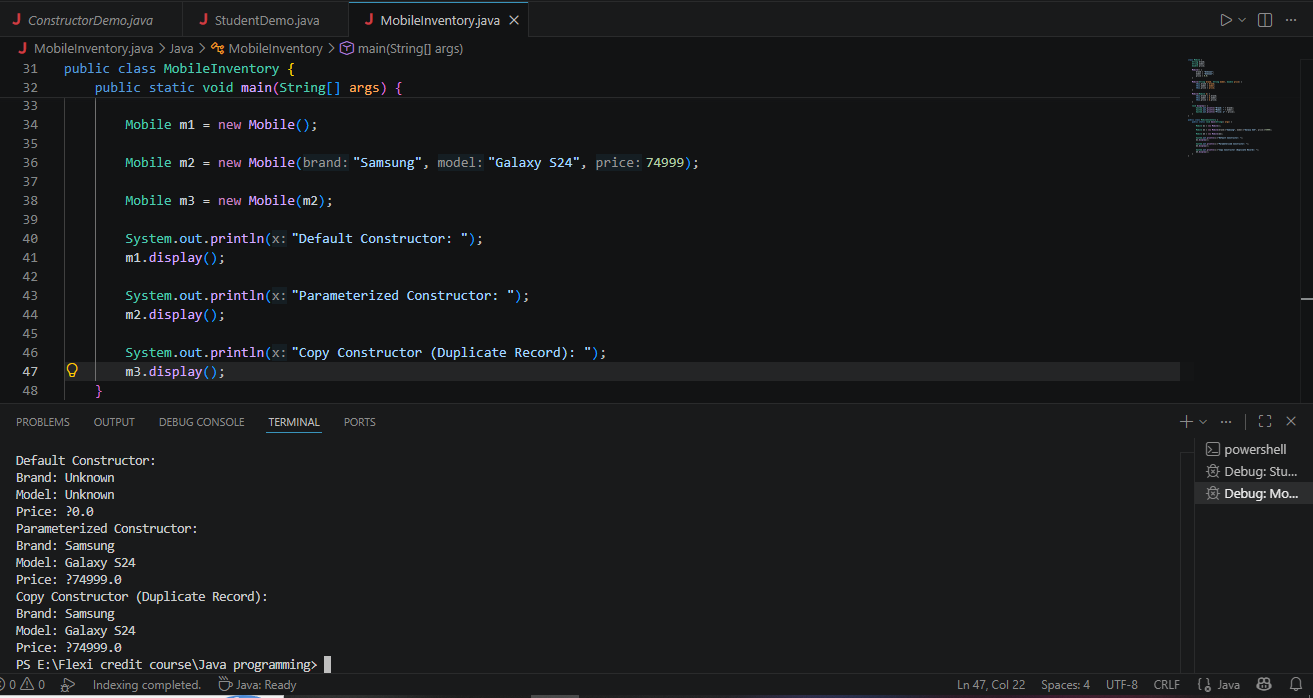 ConstructorDemo.java StudentDemo.java MobileInventory.java
MobileInventory.java > Java > MobileInventory > main(String[] args)
31 public class MobileInventory {
32 public static void main(String[] args) {
33
34 Mobile m1 = new Mobile();
35
36 Mobile m2 = new Mobile(brand:"Samsung", model:"Galaxy S24", price:74999);
37
38 Mobile m3 = new Mobile(m2);
39
40 System.out.println(x:"Default Constructor: ");
41 m1.display();
42
43 System.out.println(x:"Parameterized Constructor: ");
44 m2.display();
45
46 System.out.println(x:"Copy Constructor (Duplicate Record): ");
47 m3.display();
48 }
PROBLEMS OUTPUT DEBUG CONSOLE TERMINAL PORTS
powershell
Debug: Stu...
Debug: Mo...
Default Constructor:
Brand: Unknown
Model: Unknown
Price: ?0.0
Parameterized Constructor:
Brand: Samsung
Model: Galaxy S24
Price: ?74999.0
Copy Constructor (Duplicate Record):
Brand: Samsung
Model: Galaxy S24
Price: ?74999.0
PS E:\Flexi credit course\Java programming>
0 0 Indexing completed. Java: Ready Ln 47, Col 22 Spaces: 4 UTF-8 CRLF Java